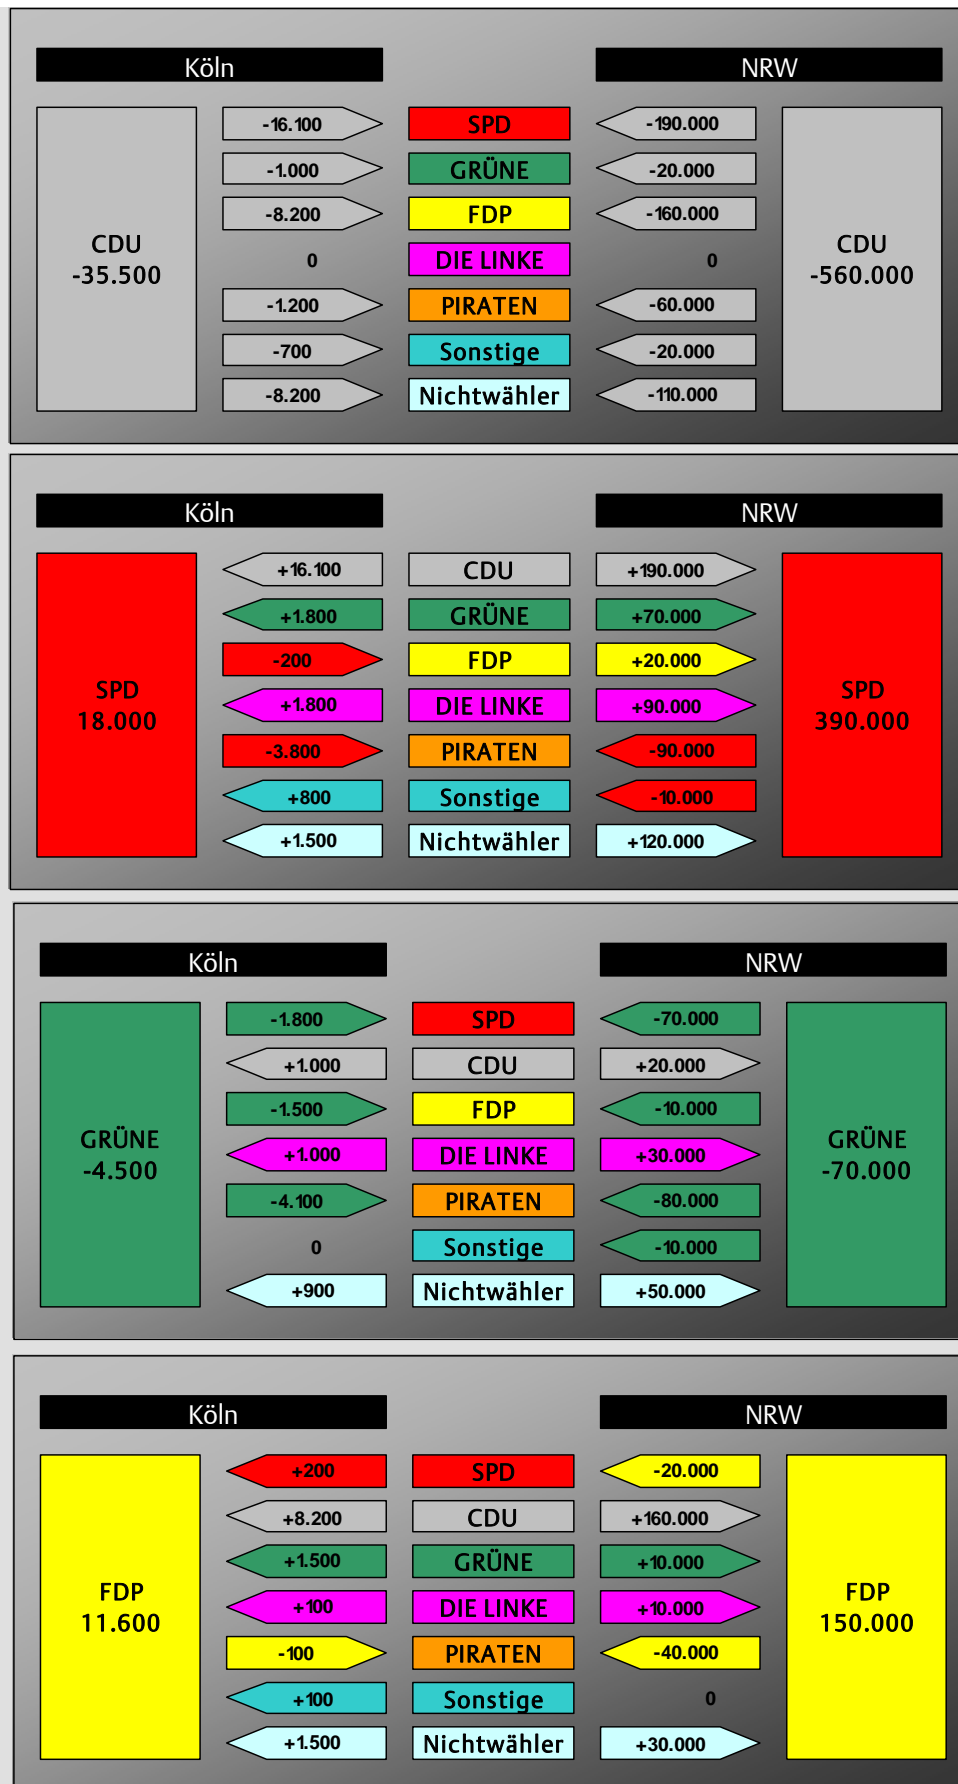 Köln NRW
-16.100 SPD -190.000
-1.000 GRÜNE -20.000
-8.200 FDP -160.000
CDU 0 DIE LINKE 0 CDU
-35.500 -560.000
-1.200 PIRATEN -60.000
-700 Sonstige -20.000
-8.200 Nichtwähler -110.000
Köln NRW
+16.100 CDU +190.000
+1.800 GRÜNE +70.000
-200 FDP +20.000
SPD +1.800 DIE LINKE +90.000 SPD
18.000 390.000
-3.800 PIRATEN -90.000
+800 Sonstige -10.000
+1.500 Nichtwähler +120.000
Köln NRW
-1.800 SPD -70.000
+1.000 CDU +20.000
-1.500 FDP -10.000
GRÜNE +1.000 DIE LINKE +30.000 GRÜNE
-4.500 -70.000
-4.100 PIRATEN -80.000
0 Sonstige -10.000
+900 Nichtwähler +50.000
Köln NRW
+200 SPD -20.000
+8.200 CDU +160.000
+1.500 GRÜNE +10.000
FDP +100 DIE LINKE +10.000 FDP
11.600 150.000
-100 PIRATEN -40.000
+100 Sonstige 0
+1.500 Nichtwähler +30.000